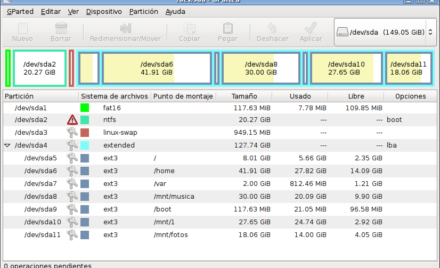 GParted Editar Ver Dispositivo Partición Ayuda
Nuevo Borrar Redimensionar/Mover Copiar Pegar Deshacer Aplicar /dev/sda (149.05 GiB)
/dev/sda2 /dev/sda6 /dev/sda8 /dev/sda10 /dev/sda11
20.27 GiB 41.91 GiB 30.00 GiB 27.65 GiB 18.06 GiB
Partición Sistema de archivos Punto de montaje Tamaño Usado Libre Opciones
/dev/sda1 fat16 117.63 MiB 7.78 MiB 109.85 MiB
/dev/sda2 ntfs 20.27 GiB --- --- boot
/dev/sda3 linux-swap 949.15 MiB --- ---
/dev/sda4 extended 127.74 GiB --- --- lba
/dev/sda5 ext3 / 8.01 GiB 5.66 GiB 2.35 GiB
/dev/sda6 ext3 /home 41.91 GiB 27.82 GiB 14.09 GiB
/dev/sda7 ext3 /var 2.00 GiB 812.46 MiB 1.21 GiB
/dev/sda8 ext3 /mnt/musica 30.00 GiB 20.09 GiB 9.90 GiB
/dev/sda9 ext3 /boot 117.63 MiB 21.05 MiB 96.58 MiB
/dev/sda10 ext3 /mnt/1 27.65 GiB 24.74 GiB 2.92 GiB
/dev/sda11 ext3 /mnt/fotos 18.06 GiB 14.00 GiB 4.05 GiB
0 operaciones pendientes